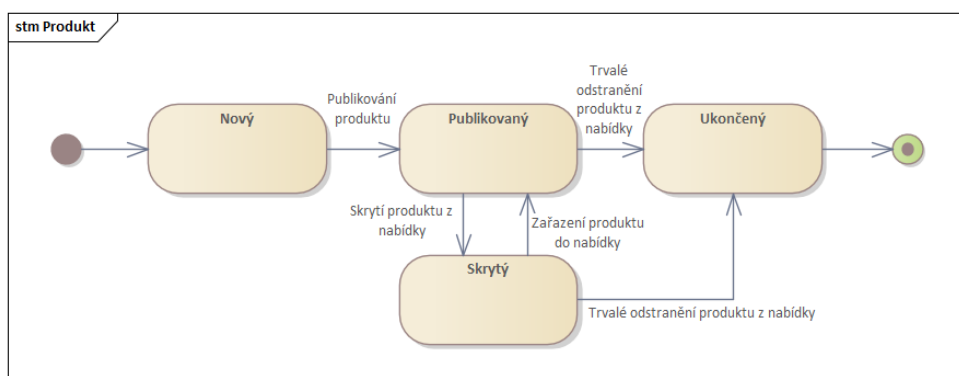 stm Produkt
Nový
Publikování
produktu
Publikovaný
Trvalé
odstranění
produktu z
nabídky
Ukončený
Skrytí produktu z
nabídky
Zařazení produktu
do nabídky
Skrytý
Trvalé odstranění produktu z nabídky